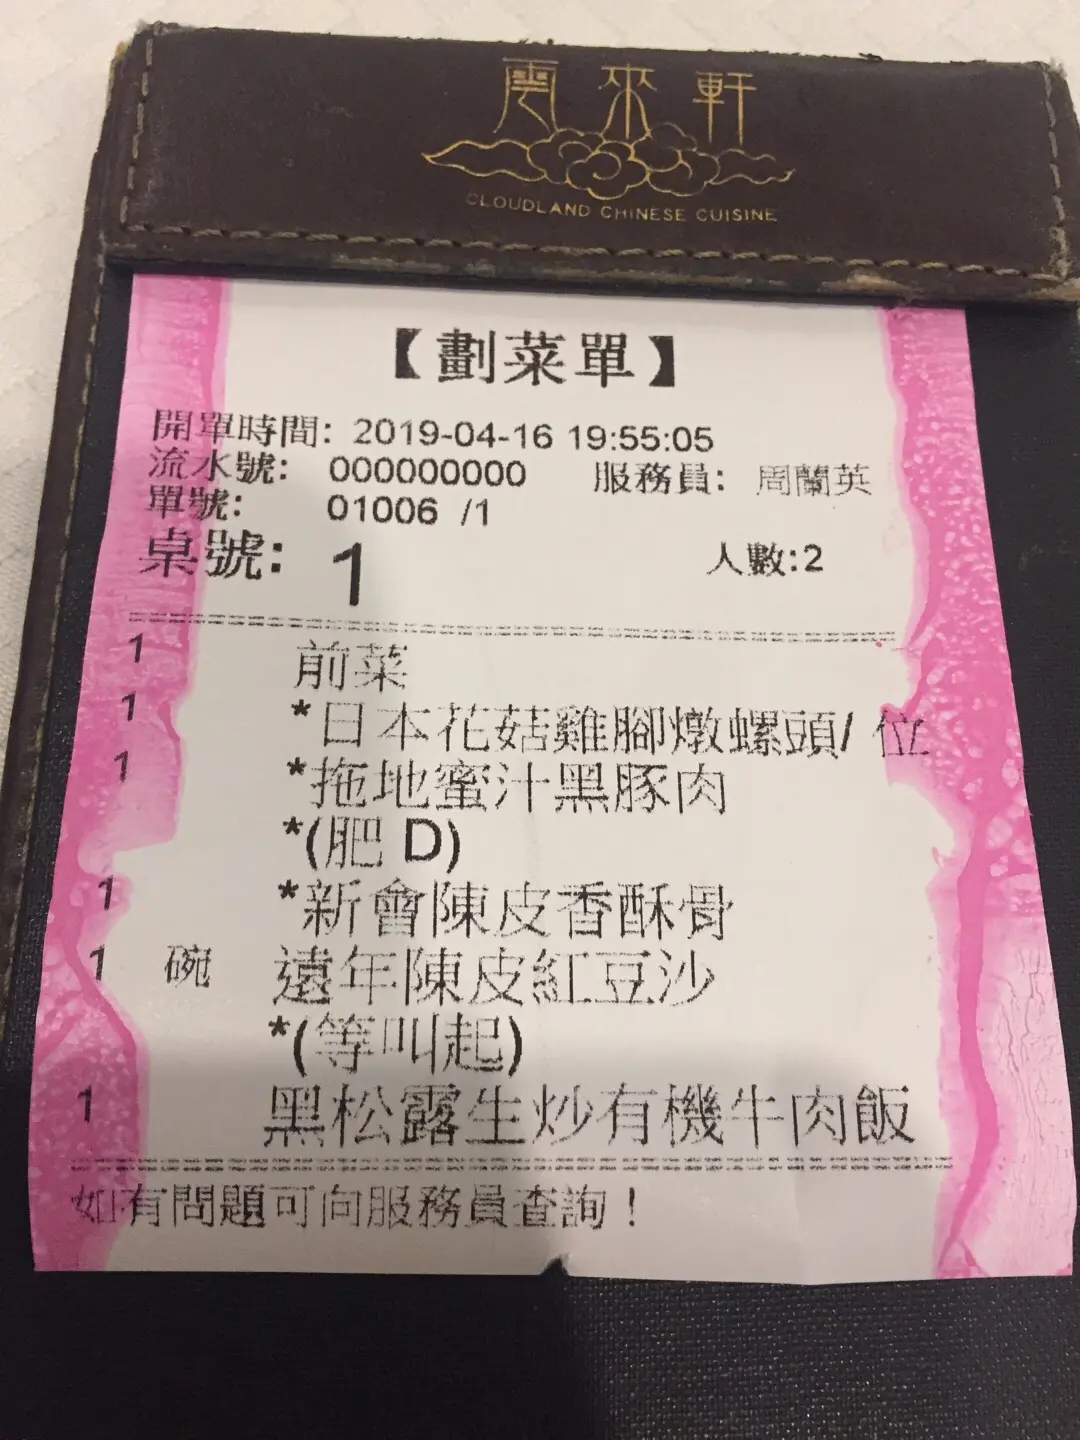 雲來軒
CLOUDLAND CHINESE CUISINE
【劃菜單】
開單時間: 2019-04-16 19:55:05
流水號: 000000000 服務員: 周蘭英
單號: 01006 /1
桌號: 1 人數:2
1 前菜
1 *日本花菇雞腳燉螺頭/ 位
1 *拖地蜜汁黑豚肉
*(肥 D)
1 *新會陳皮香酥骨
1 碗 遠年陳皮紅豆沙
*(等叫起)
1 黑松露生炒有機牛肉飯
如有問題可向服務員查詢！